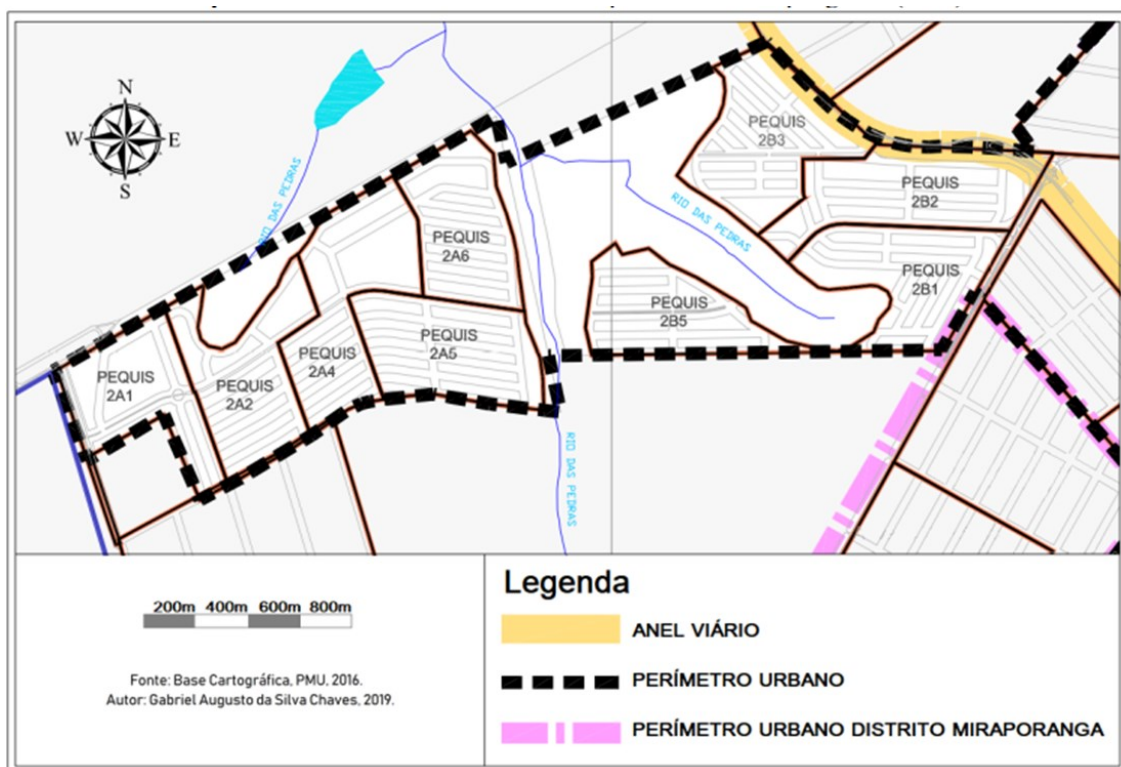 N
W
E
S
RIO DAS PEDRAS
PEQUIS
2B3
PEQUIS
2B2
RIO DAS PEDRAS
PEQUIS
2A6
PEQUIS
2B1
PEQUIS
2B5
PEQUIS
2A5
PEQUIS
2A4
PEQUIS
2A1
PEQUIS
2A2
RIO DAS PEDRAS
200m 400m 600m 800m
Fonte: Base Cartográfica, PMU, 2016.
Autor: Gabriel Augusto da Silva Chaves, 2019.
Legenda
ANEL VIÁRIO
PERÍMETRO URBANO
PERÍMETRO URBANO DISTRITO MIRAPORANGA